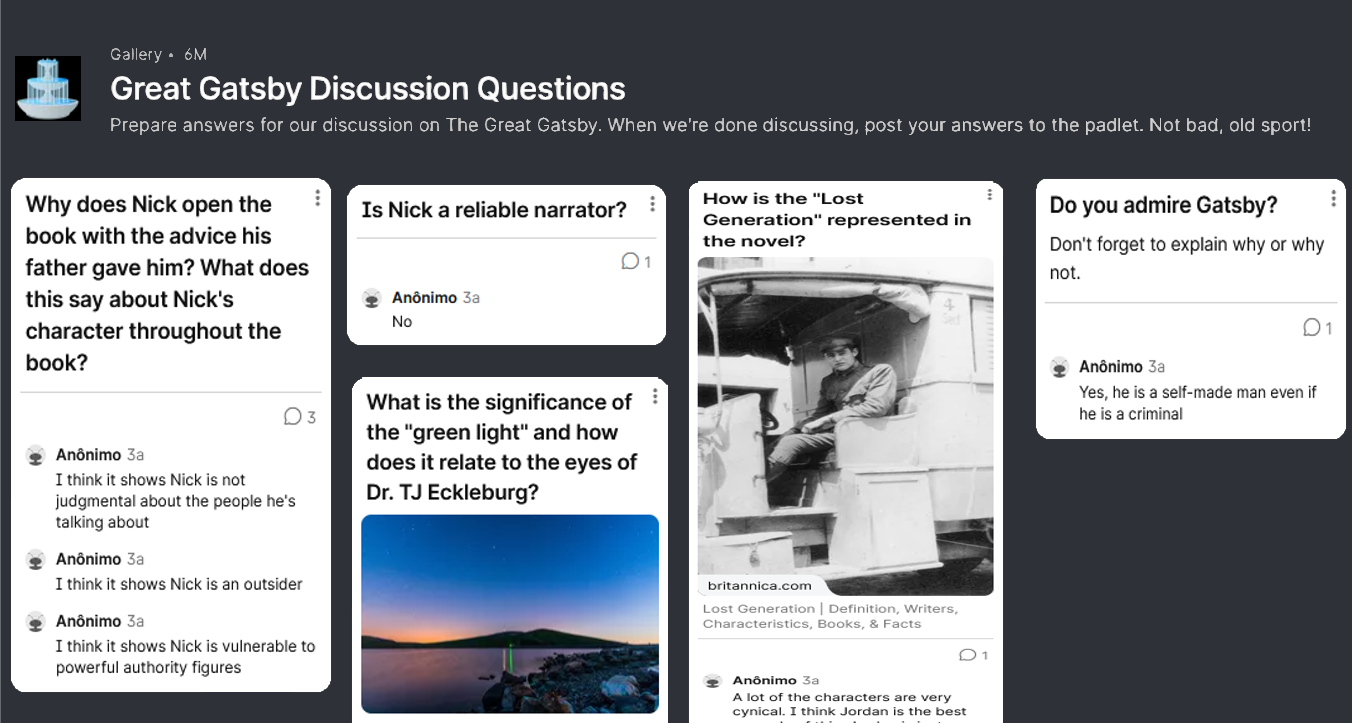 Gallery • 6M
Great Gatsby Discussion Questions
Prepare answers for our discussion on The Great Gatsby. When we're done discussing, post your answers to the padlet. Not bad, old sport!
Why does Nick open the
book with the advice his
father gave him? What does
this say about Nick's
character throughout the
book?
3
Anônimo 3a
I think it shows Nick is not
judgmental about the people he's
talking about
Anônimo 3a
I think it shows Nick is an outsider
Anônimo 3a
I think it shows Nick is vulnerable to
powerful authority figures
Is Nick a reliable narrator?
1
Anônimo 3a
No
What is the significance of
the "green light" and how
does it relate to the eyes of
Dr. TJ Eckleburg?
How is the "Lost
Generation" represented in
the novel?
4
britannica.com
Lost Generation | Definition, Writers,
Characteristics, Books, & Facts
1
Anônimo 3a
A lot of the characters are very
cynical. I think Jordan is the best
Do you admire Gatsby?
Don't forget to explain why or why
not.
1
Anônimo 3a
Yes, he is a self-made man even if
he is a criminal